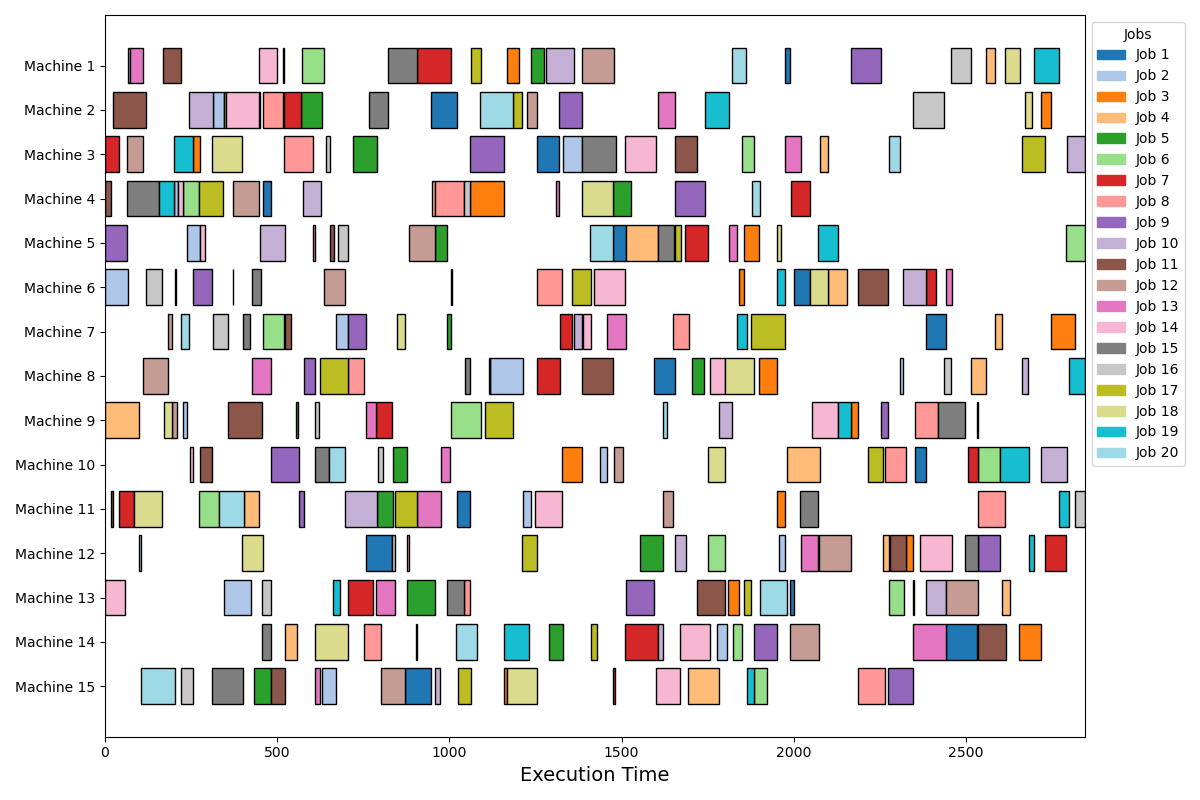 Machine 1
Machine 2
Machine 3
Machine 4
Machine 5
Machine 6
Machine 7
Machine 8
Machine 9
Machine 10
Machine 11
Machine 12
Machine 13
Machine 14
Machine 15
0 500 1000 1500 2000 2500
Execution Time
Jobs
Job 1
Job 2
Job 3
Job 4
Job 5
Job 6
Job 7
Job 8
Job 9
Job 10
Job 11
Job 12
Job 13
Job 14
Job 15
Job 16
Job 17
Job 18
Job 19
Job 20